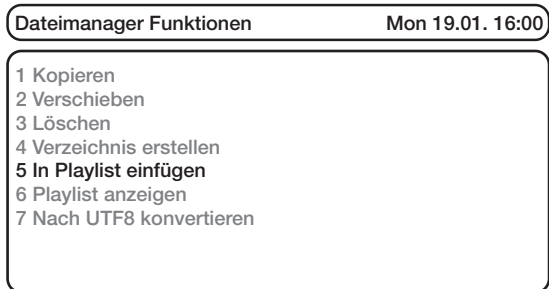 Dateimanager Funktionen Mon 19.01. 16:00
1 Kopieren
2 Verschieben
3 Löschen
4 Verzeichnis erstellen
5 In Playlist einfügen
6 Playlist anzeigen
7 Nach UTF8 konvertieren